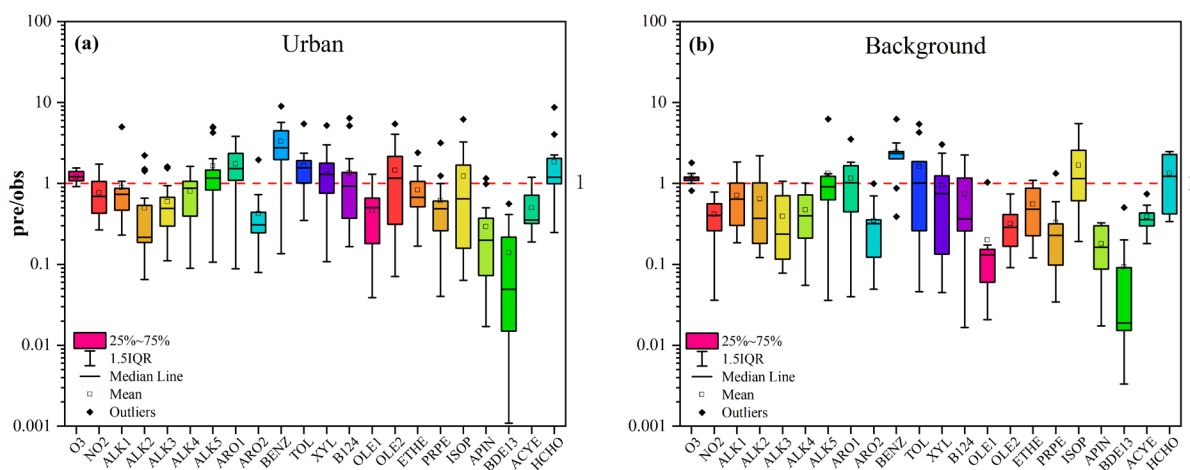 (a) Urban
pre/obs
100
10
1
0.1
0.01
0.001
1
25%~75%
1.5IQR
Median Line
Mean
Outliers
O3 NO2 ALK1 ALK2 ALK3 ALK4 ALK5 ARO1 ARO2 BENZ TOL XYL B124 OLE1 OLE2 ETHE PRPE ISOP APIN BDE13 ACYE HCHO
(b) Background
100
10
1
0.1
0.01
0.001
25%~75%
1.5IQR
Median Line
Mean
Outliers
O3 NO2 ALK1 ALK2 ALK3 ALK4 ALK5 ARO1 ARO2 BENZ TOL XYL B124 OLE1 OLE2 ETHE PRPE ISOP APIN BDE13 ACYE HCHO